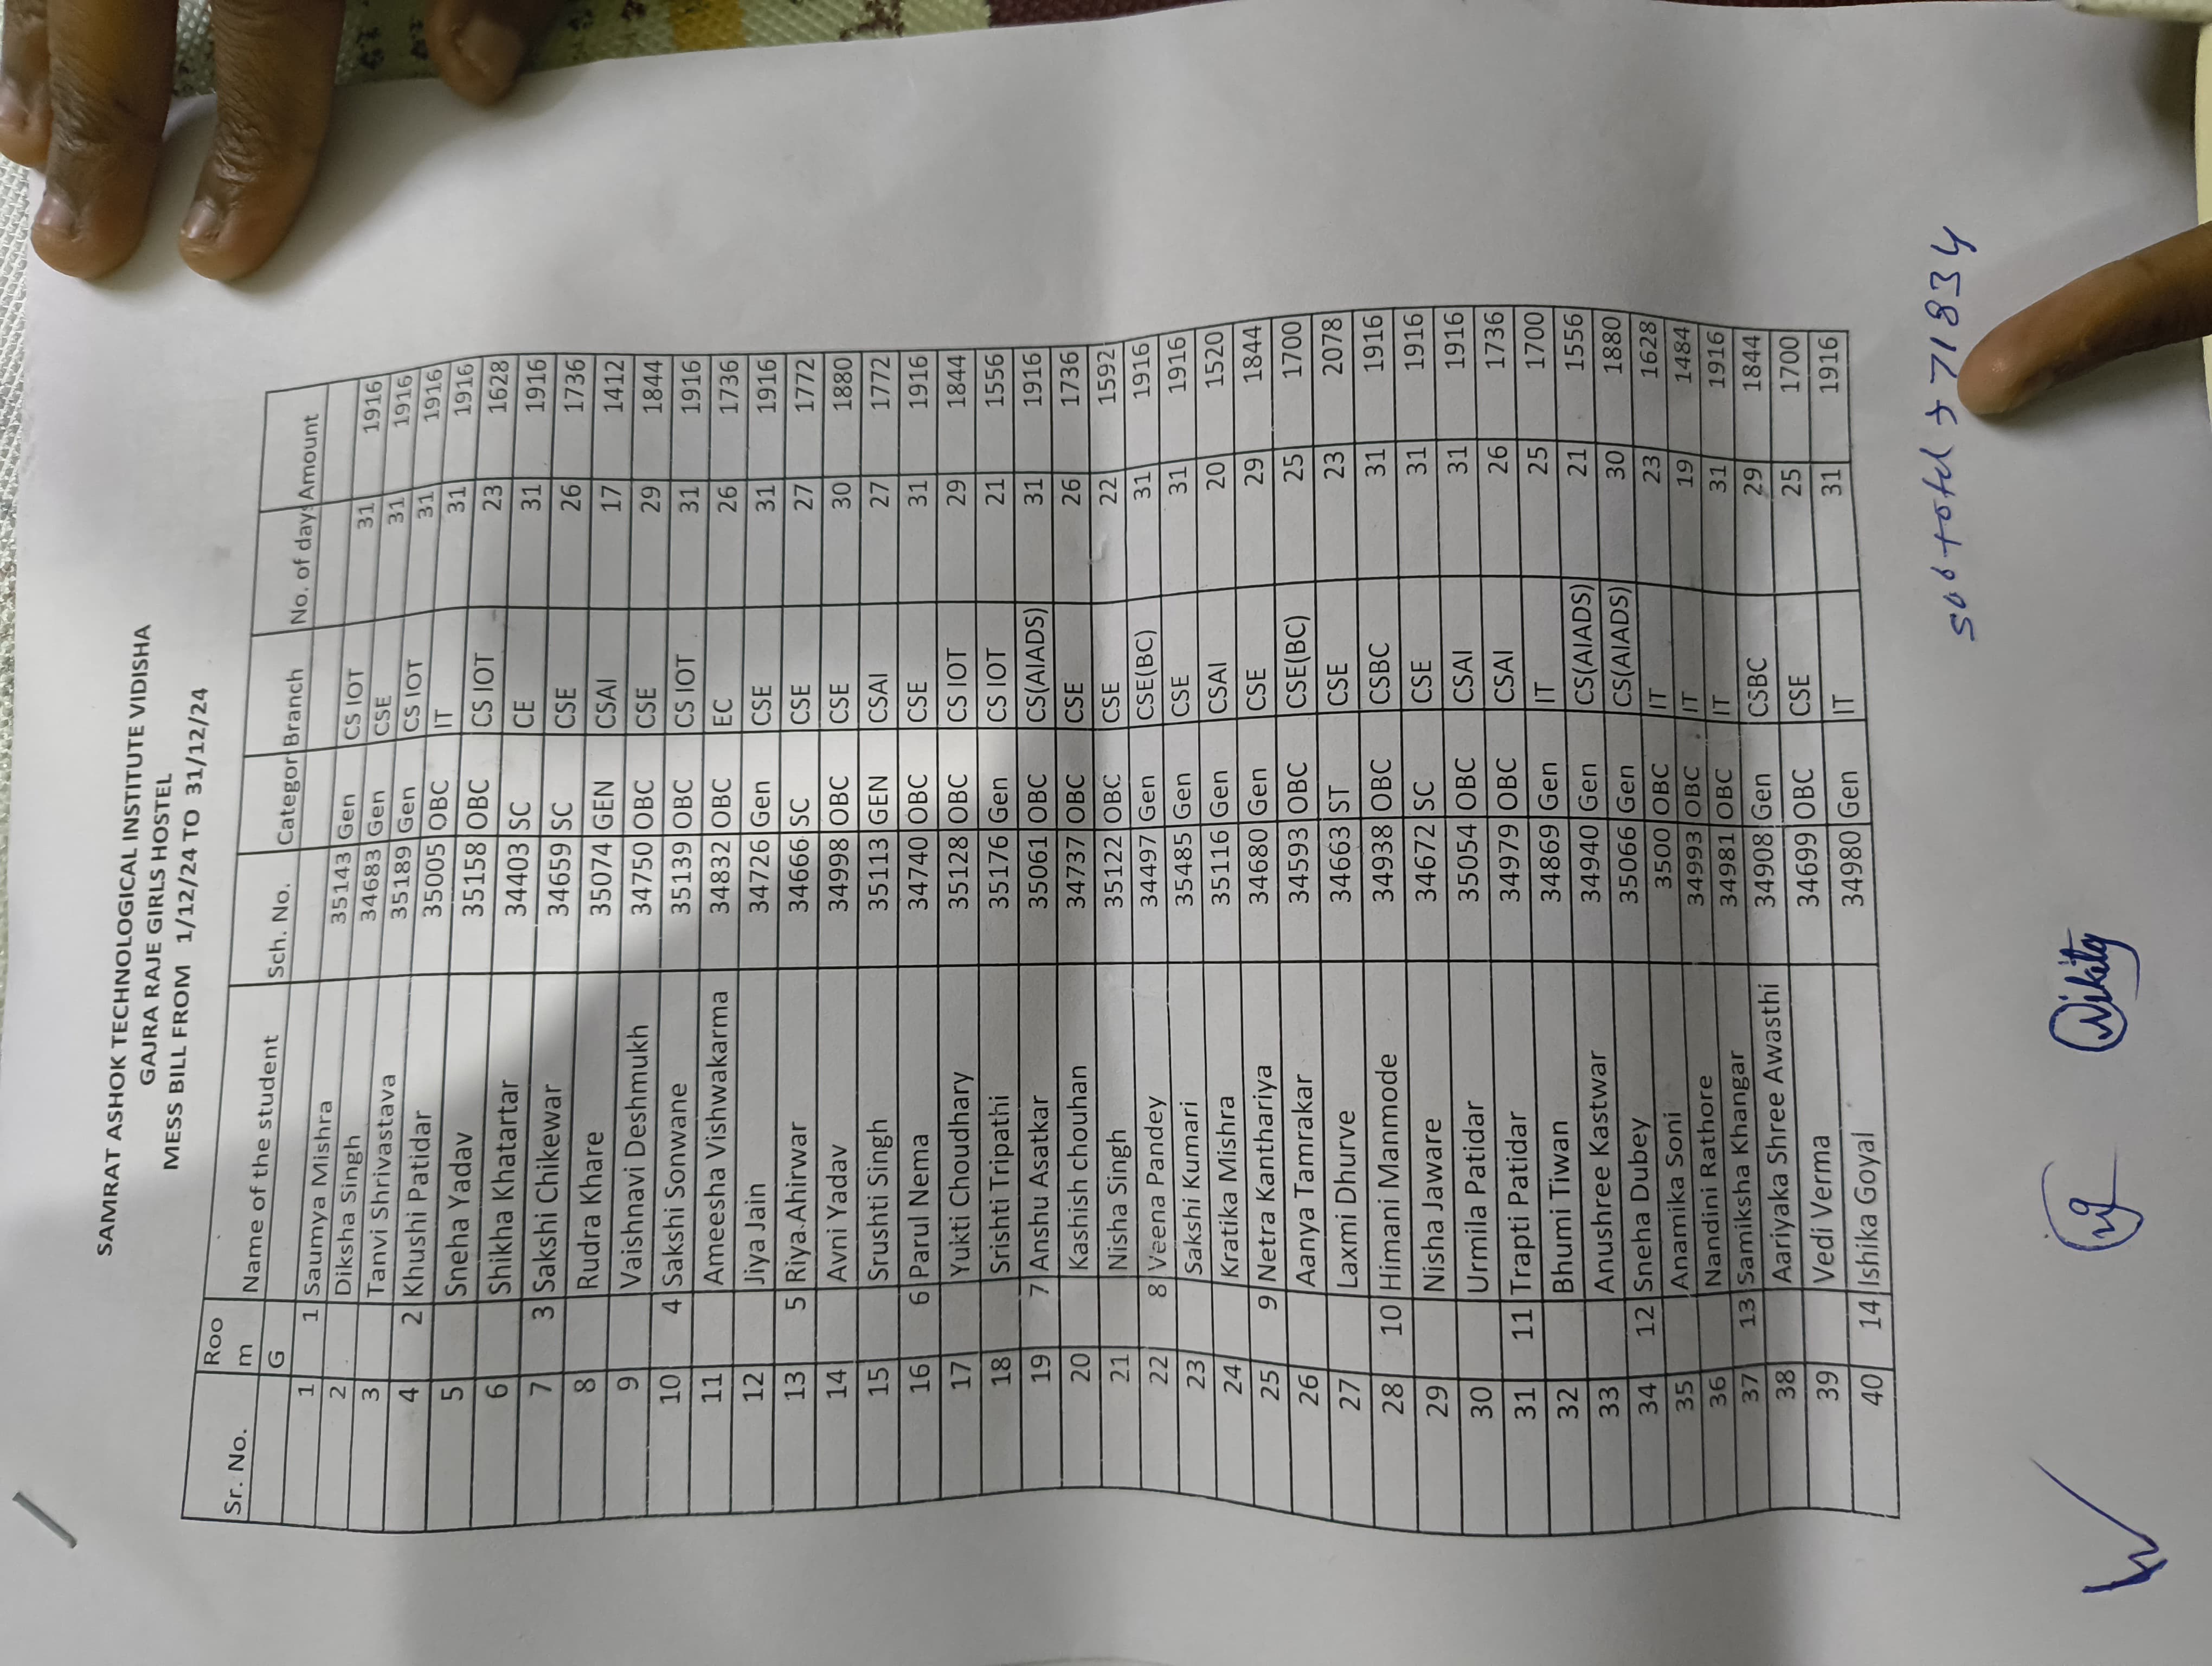 SAMRAT ASHOK TECHNOLOGICAL INSTITUTE VIDISHA
GAJRA RAJE GIRLS HOSTEL
MESS BILL FROM 1/12/24 TO 31/12/24
Sr. No. Roo m Name of the student Sch. No. Categor Branch No. of days Amount
G
1 1 Saumya Mishra 35143 Gen CS IOT 31 1916
2 Diksha Singh 34683 Gen CSE 31 1916
3 Tanvi Shrivastava 35189 Gen CS IOT 31 1916
4 2 Khushi Patidar 35005 OBC IT 31 1916
5 Sneha Yadav 35158 OBC CS IOT 23 1628
6 Shikha Khatartar 34403 SC CE 31 1916
7 3 Sakshi Chikewar 34659 SC CSE 26 1736
8 Rudra Khare 35074 GEN CSAI 17 1412
9 Vaishnavi Deshmukh 34750 OBC CSE 29 1844
10 4 Sakshi Sonwane 35139 OBC CS IOT 31 1916
11 Ameesha Vishwakarma 34832 OBC EC 26 1736
12 Jiya Jain 34726 Gen CSE 31 1916
13 5 Riya Ahirwar 34666 SC CSE 27 1772
14 Avni Yadav 34998 OBC CSE 30 1880
15 Srushti Singh 35113 GEN CSAI 27 1772
16 6 Parul Nema 34740 OBC CSE 31 1916
17 Yukti Choudhary 35128 OBC CS IOT 29 1844
18 Srishti Tripathi 35176 Gen CS IOT 21 1556
19 7 Anshu Asatkar 35061 OBC CS(AIADS) 31 1916
20 Kashish chouhan 34737 OBC CSE 26 1736
21 Nisha Singh 35122 OBC CSE 22 1592
22 8 Veena Pandey 34497 Gen CSE(BC) 31 1916
23 Sakshi Kumari 35485 Gen CSE 31 1916
24 Kratika Mishra 35116 Gen CSAI 20 1520
25 9 Netra Kanthariya 34680 Gen CSE 29 1844
26 Aanya Tamrakar 34593 OBC CSE(BC) 25 1700
27 Laxmi Dhurve 34663 ST CSE 23 2078
28 10 Himani Manmode 34938 OBC CSBC 31 1916
29 Nisha Jaware 34672 SC CSE 31 1916
30 Urmila Patidar 35054 OBC CSAI 31 1916
31 11 Trapti Patidar 34979 OBC CSAI 26 1736
32 Bhumi Tiwan 34869 Gen IT 25 1700
33 Anushree Kastwar 34940 Gen CS(AIADS) 21 1556
34 12 Sneha Dubey 35066 Gen CS(AIADS) 30 1880
35 Anamika Soni 3500 OBC IT 23 1628
36 Nandini Rathore 34993 OBC IT 19 1484
37 13 Samiksha Khangar 34981 OBC IT 31 1916
38 Aariyaka Shree Awasthi 34908 Gen CSBC 29 1844
39 Vedi Verma 34699 OBC CSE 25 1700
40 14 Ishika Goyal 34980 Gen IT 31 1916
subtotal → 71834
Nikita